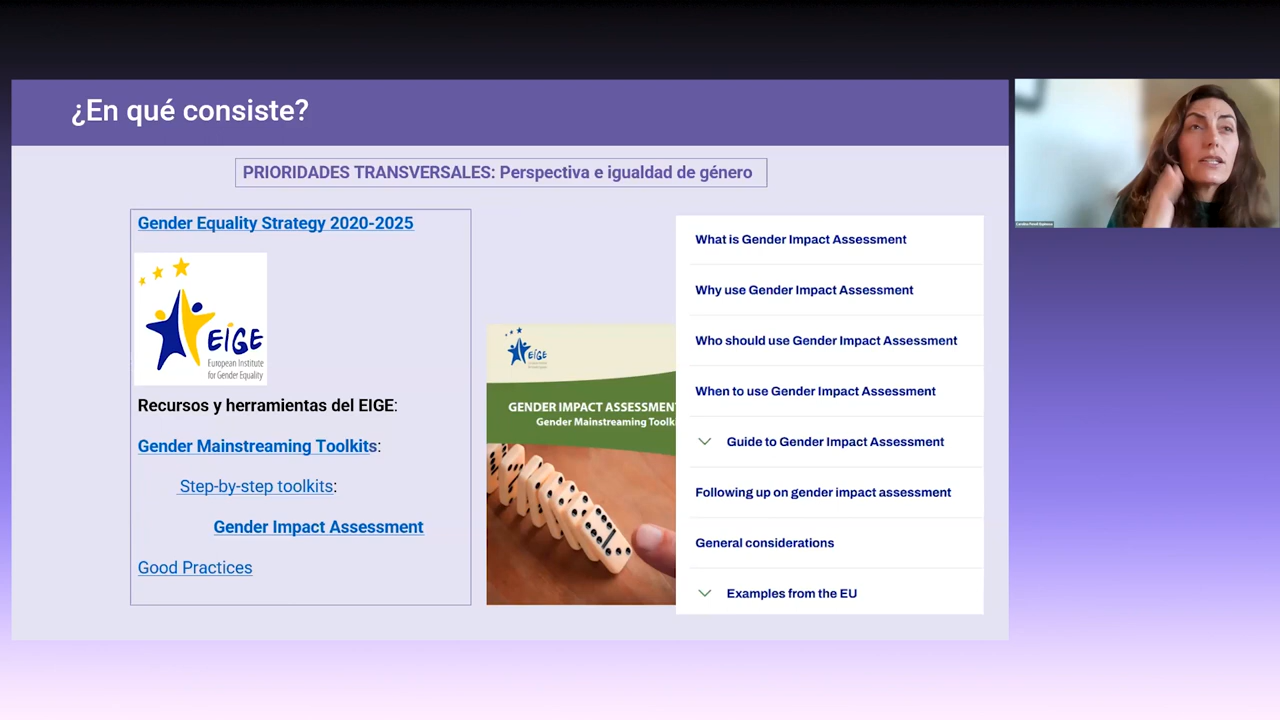 ¿En qué consiste?
PRIORIDADES TRANSVERSALES: Perspectiva e igualdad de género
Gender Equality Strategy 2020-2025
EIGE
European Institute
for Gender Equality
Recursos y herramientas del EIGE:
Gender Mainstreaming Toolkits:
Step-by-step toolkits:
Gender Impact Assessment
Good Practices
EIGE
GENDER IMPACT ASSESSMENT
Gender Mainstreaming Toolk
What is Gender Impact Assessment
Why use Gender Impact Assessment
Who should use Gender Impact Assessment
When to use Gender Impact Assessment
Guide to Gender Impact Assessment
Following up on gender impact assessment
General considerations
Examples from the EU